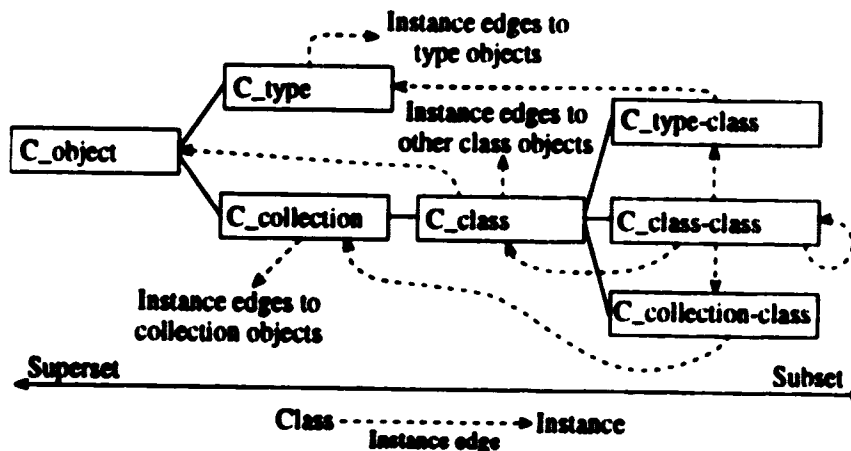 Instance edges to
type objects
C_type
Instance edges to
other class objects
C_type-class
C_object
C_collection
C_class
C_class-class
Instance edges to
collection objects
C_collection-class
Superset
Subset
Class
Instance
Instance edge